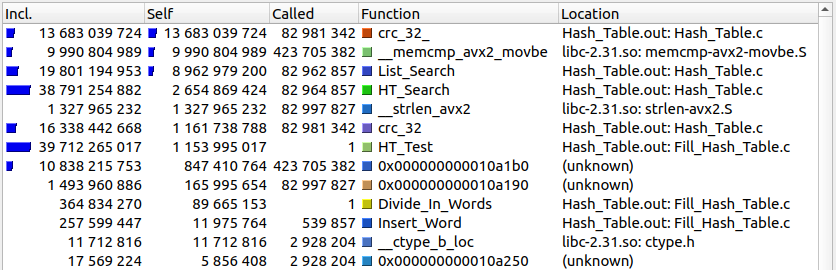 Incl. Self Called Function Location
13 683 039 724 13 683 039 724 82 981 342 crc_32_ Hash_Table.out: Hash_Table.c
9 990 804 989 9 990 804 989 423 705 382 __memcmp_avx2_movbe libc-2.31.so: memcmp-avx2-movbe.S
19 801 194 953 8 962 979 200 82 962 857 List_Search Hash_Table.out: Hash_Table.c
38 791 254 882 2 654 869 424 82 964 857 HT_Search Hash_Table.out: Hash_Table.c
1 327 965 232 1 327 965 232 82 997 827 __strlen_avx2 libc-2.31.so: strlen-avx2.S
16 338 442 668 1 161 738 788 82 981 342 crc_32 Hash_Table.out: Hash_Table.c
39 712 265 017 1 153 995 017 1 HT_Test Hash_Table.out: Fill_Hash_Table.c
10 838 215 753 847 410 764 423 705 382 0x000000000010a1b0 (unknown)
1 493 960 886 165 995 654 82 997 827 0x000000000010a190 (unknown)
364 834 270 89 665 153 1 Divide_In_Words Hash_Table.out: Fill_Hash_Table.c
257 599 447 11 975 764 539 857 Insert_Word Hash_Table.out: Fill_Hash_Table.c
11 712 816 11 712 816 2 928 204 __ctype_b_loc libc-2.31.so: ctype.h
17 569 224 5 856 408 2 928 204 0x000000000010a250 (unknown)